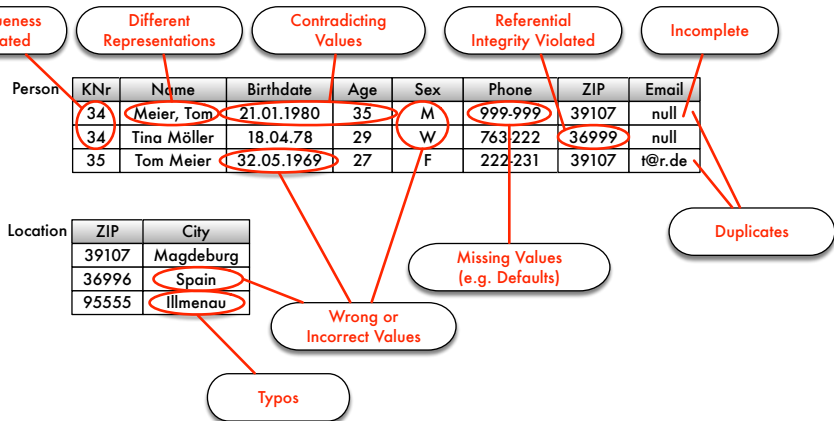 ueness
ated
Different
Representations
Contradicting
Values
Referential
Integrity Violated
Incomplete
Person
KNr Name Birthdate Age Sex Phone ZIP Email
34 Meier, Tom 21.01.1980 35 M 999-999 39107 null
34 Tina Möller 18.04.78 29 W 763-222 36999 null
35 Tom Meier 32.05.1969 27 F 222-231 39107 t@r.de
Location
ZIP City
39107 Magdeburg
36996 Spain
95555 Illmenau
Missing Values
(e.g. Defaults)
Duplicates
Wrong or
Incorrect Values
Typos